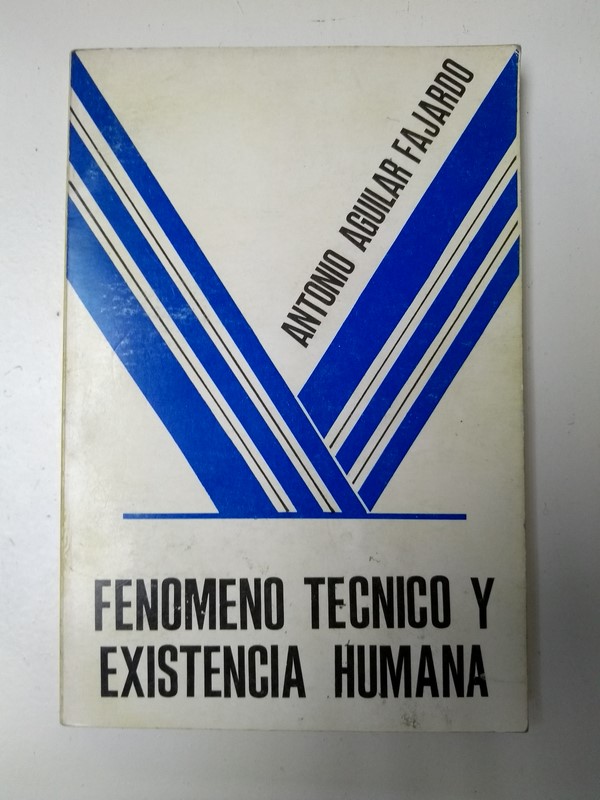 ANTONIO AGUILAR FAJARDO
FENOMENO TECNICO Y
EXISTENCIA HUMANA